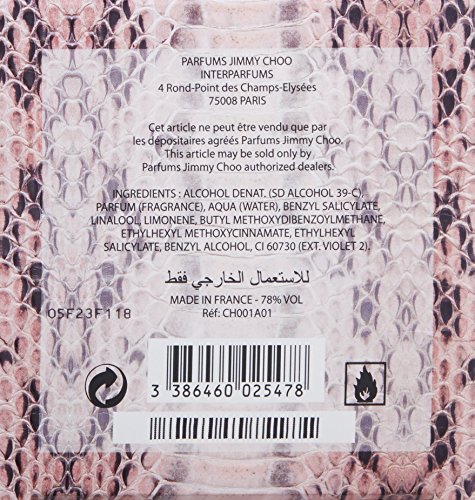 PARFUMS JIMMY CHOO
INTERPARFUMS
4 Rond-Point des Champs-Elysées
75008 PARIS
Cet article ne peut être vendu que par
les dépositaires agréés Parfums Jimmy Choo.
This article may be sold only by
Parfums Jimmy Choo authorized dealers.
INGREDIENTS : ALCOHOL DENAT. (SD ALCOHOL 39-C),
PARFUM (FRAGRANCE), AQUA (WATER), BENZYL SALICYLATE,
LINALOOL, LIMONENE, BUTYL METHOXYDIBENZOYLMETHANE,
ETHYLHEXYL METHOXYCINNAMATE, ETHYLHEXYL
SALICYLATE, BENZYL ALCOHOL, CI 60730 (EXT. VIOLET 2).
للاستعمال الخارجي فقط
MADE IN FRANCE - 78% VOL
Réf: CH001A01
05F23F118
3 386460 025478